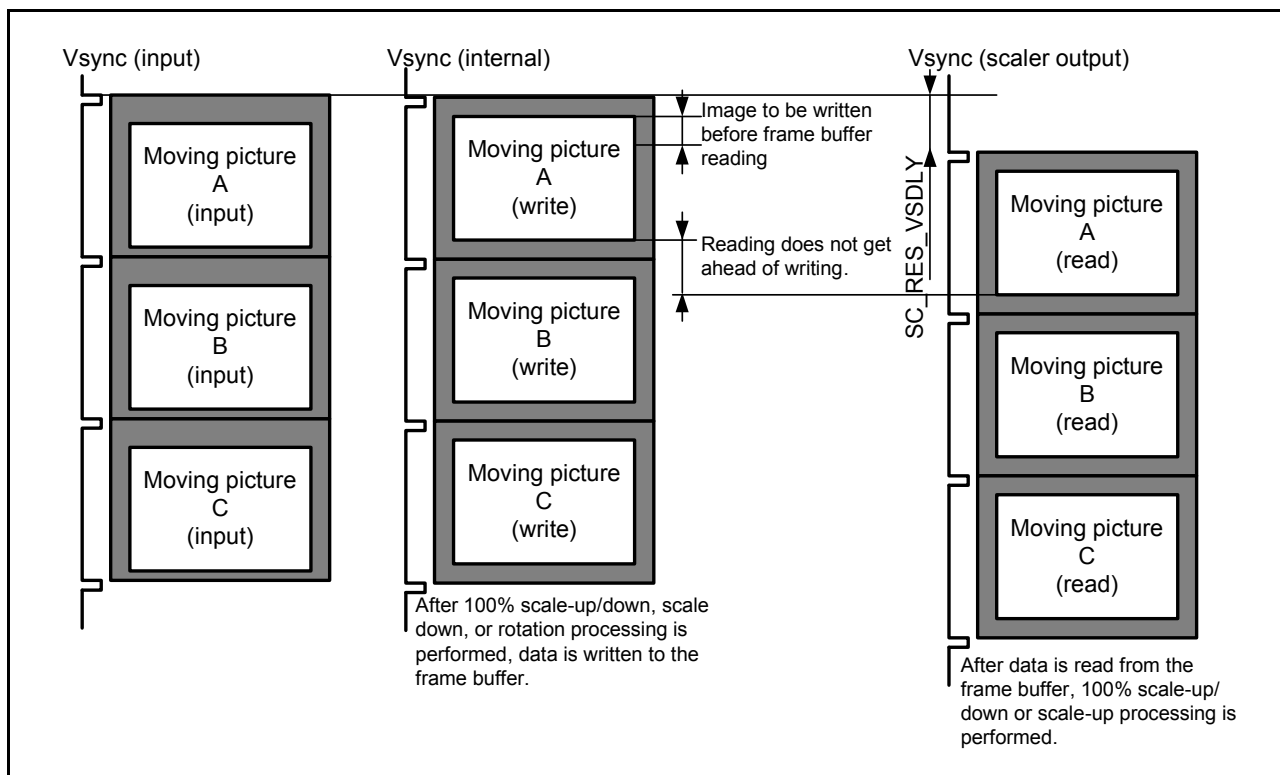 Vsync (input)
Vsync (internal)
Vsync (scaler output)
Moving picture
A
(input)
Moving picture
B
(input)
Moving picture
C
(input)
Moving picture
A
(write)
Moving picture
B
(write)
Moving picture
C
(write)
Image to be written
before frame buffer
reading
Reading does not get
ahead of writing.
SC_RES_VSDLY
Moving picture
A
(read)
Moving picture
B
(read)
Moving picture
C
(read)
After 100% scale-up/down, scale
down, or rotation processing is
performed, data is written to the
frame buffer.
After data is read from the
frame buffer, 100% scale-up/
down or scale-up processing is
performed.